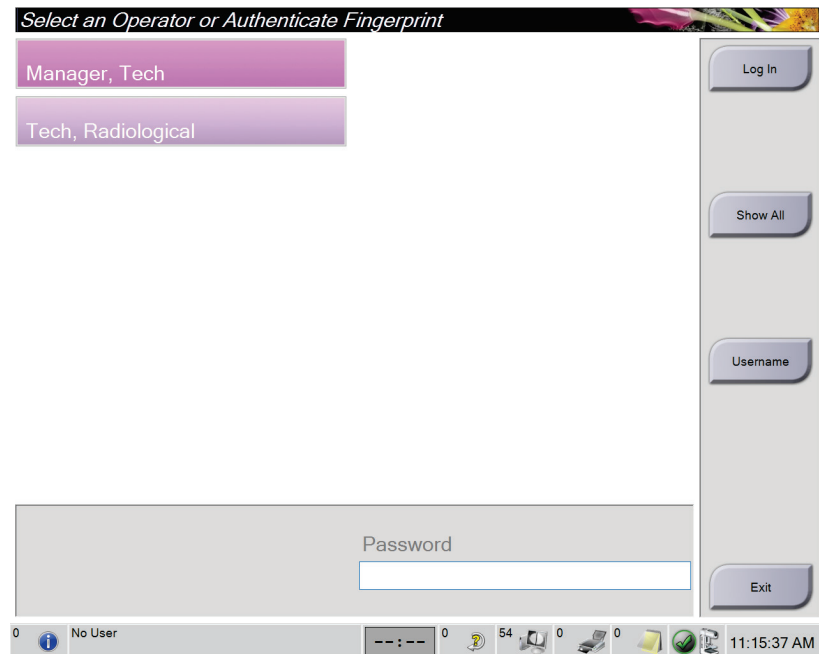 Select an Operator or Authenticate Fingerprint
Manager, Tech
Log In
Tech, Radiological
Show All
Username
Password
Exit
0 No User --:-- 0 54 0 0 11:15:37 AM